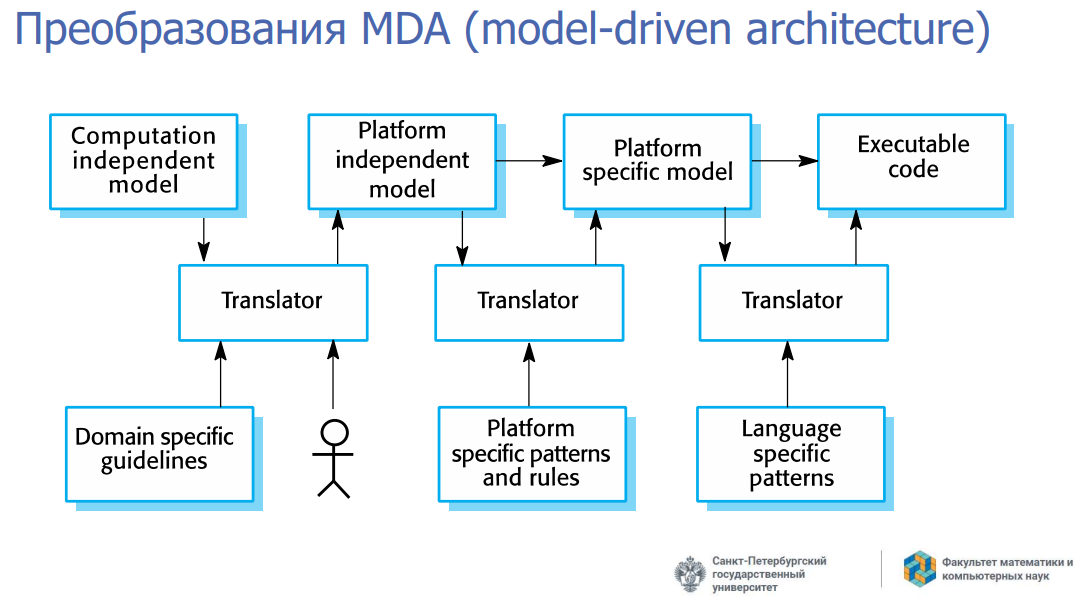 Преобразования MDA (model-driven architecture)
Computation
independent
model
Platform
independent
model
Platform
specific model
Executable
code
Translator
Translator
Translator
Domain specific
guidelines
Platform
specific patterns
and rules
Language
specific
patterns
Санкт-Петербургский
государственный
университет
Факультет математики и
компьютерных наук